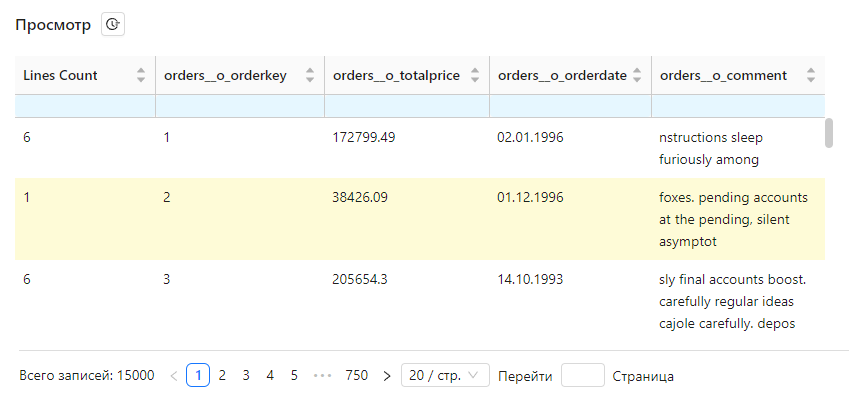 Просмотр
Lines Count orders__o_orderkey orders__o_totalprice orders__o_orderdate orders__o_comment
6 1 172799.49 02.01.1996 nstructions sleep
furiously among
1 2 38426.09 01.12.1996 foxes. pending accounts
at the pending, silent
asymptot
6 3 205654.3 14.10.1993 sly final accounts boost.
carefully regular ideas
cajole carefully. depos
Всего записей: 15000 < 1 2 3 4 5 ••• 750 > 20 / стр. Перейти Страница